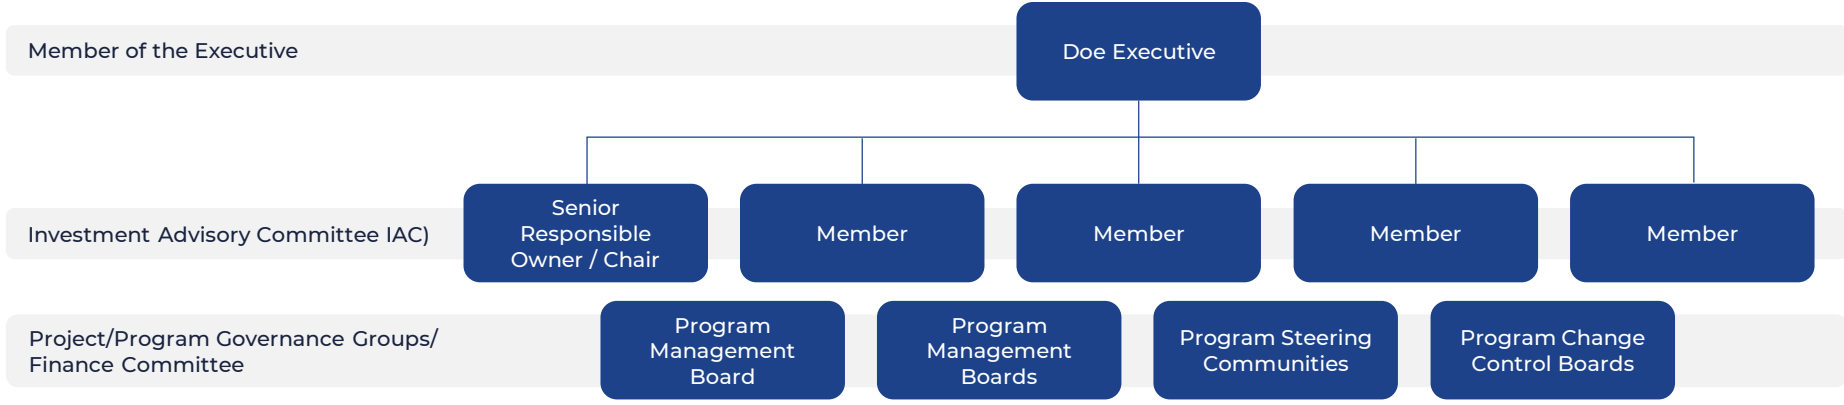 Member of the Executive
Doe Executive
Investment Advisory Committee IAC)
Senior
Responsible
Owner / Chair
Member
Member
Member
Member
Project/Program Governance Groups/
Finance Committee
Program
Management
Board
Program
Management
Boards
Program Steering
Communities
Program Change
Control Boards